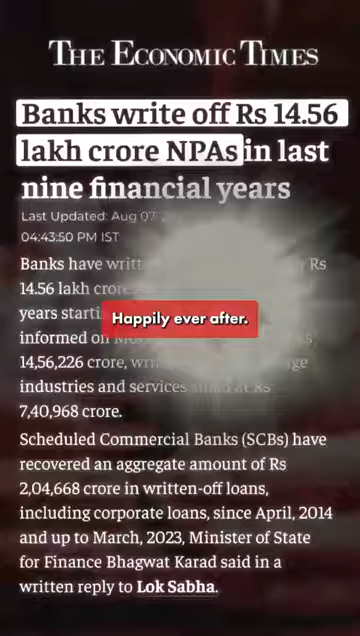 THE ECONOMIC TIMES
Banks write off Rs 14.56
lakh crore NPAs in last
nine financial years
Last Updated: Aug 07
04:43:50 PM IST
Banks have Rs
14.56 lakh
years
Happily ever after.
informed on
14,56,226 crore,
industries and services Rs
7,40,968 crore.
Scheduled Commercial Banks (SCBs) have
recovered an aggregate amount of Rs
2,04,668 crore in written-off loans,
including corporate loans, since April, 2014
and up to March, 2023, Minister of State
for Finance Bhagwat Karad said in a
written reply to Lok Sabha.